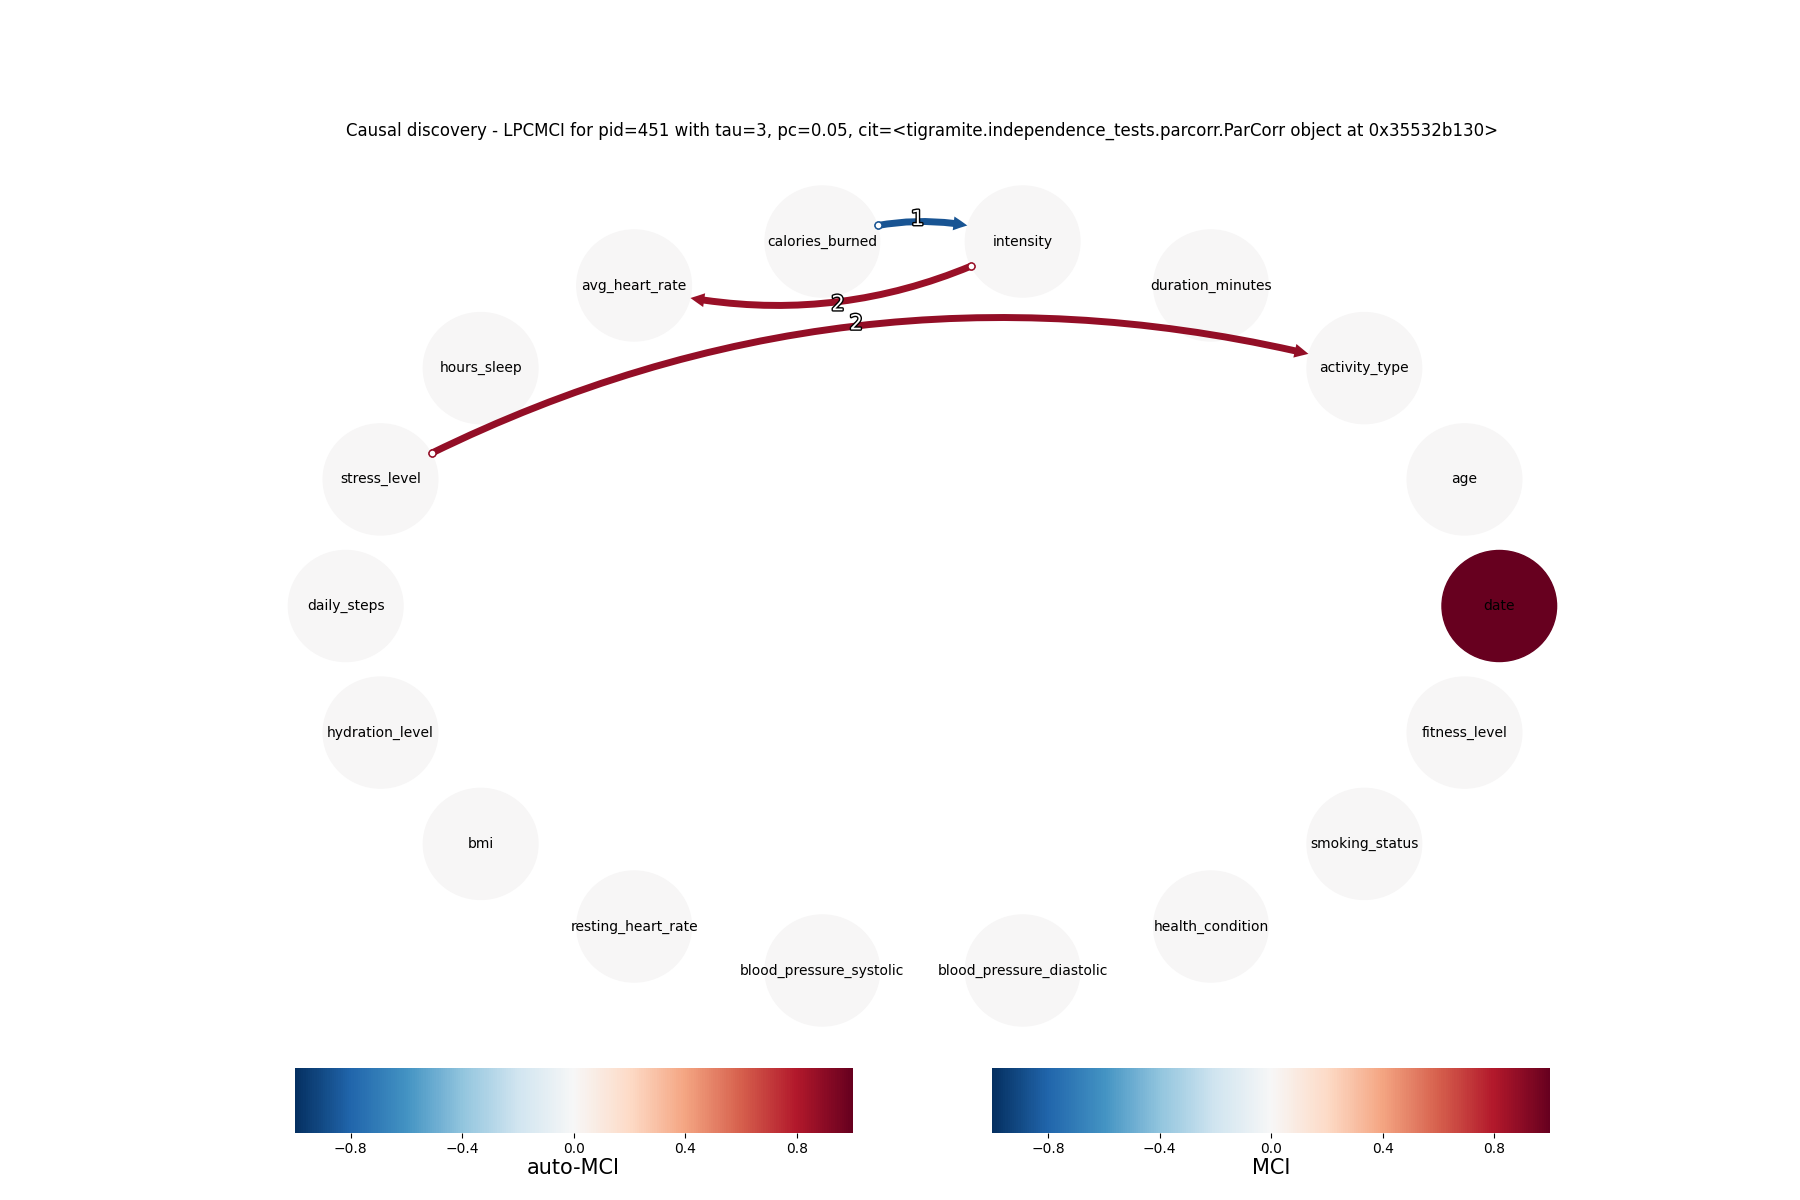 Causal discovery - LPCMCI for pid=451 with tau=3, pc=0.05, cit=<tigramite.independence_tests.parcorr.ParCorr object at 0x35532b130>
1
calories_burned
intensity
avg_heart_rate
duration_minutes
2
2
hours_sleep
activity_type
stress_level
age
daily_steps
date
hydration_level
fitness_level
bmi
smoking_status
resting_heart_rate
health_condition
blood_pressure_systolic
blood_pressure_diastolic
−0.8 −0.4 0.0 0.4 0.8
auto-MCI
−0.8 −0.4 0.0 0.4 0.8
MCI